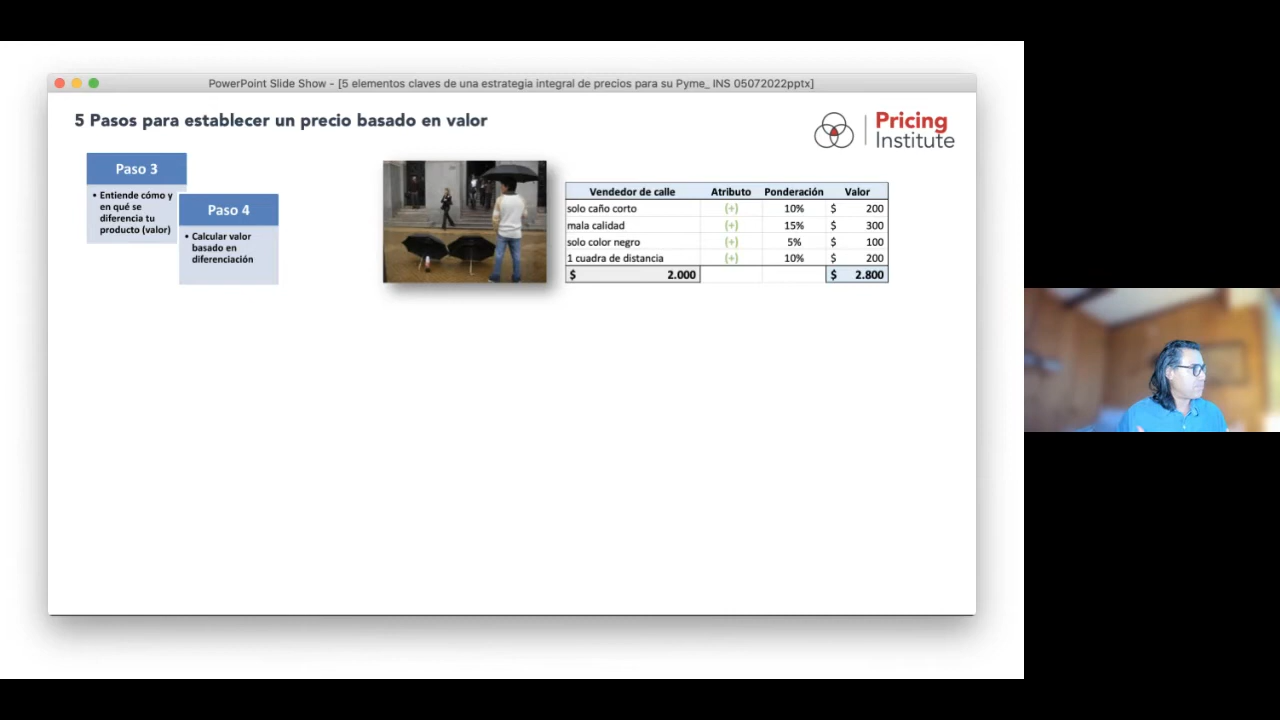 PowerPoint Slide Show - [5 elementos claves de una estrategia integral de precios para su Pyme_ INS 05072022pptx]
5 Pasos para establecer un precio basado en valor
Pricing
Institute
Paso 3
• Entiende cómo y
en qué se
diferencia tu
producto (valor)
Paso 4
• Calcular valor
basado en
diferenciación
Vendedor de calle Atributo Ponderación Valor
solo caño corto (+) 10% $ 200
mala calidad (+) 15% $ 300
solo color negro (+) 5% $ 100
1 cuadra de distancia (+) 10% $ 200
$ 2.000 $ 2.800